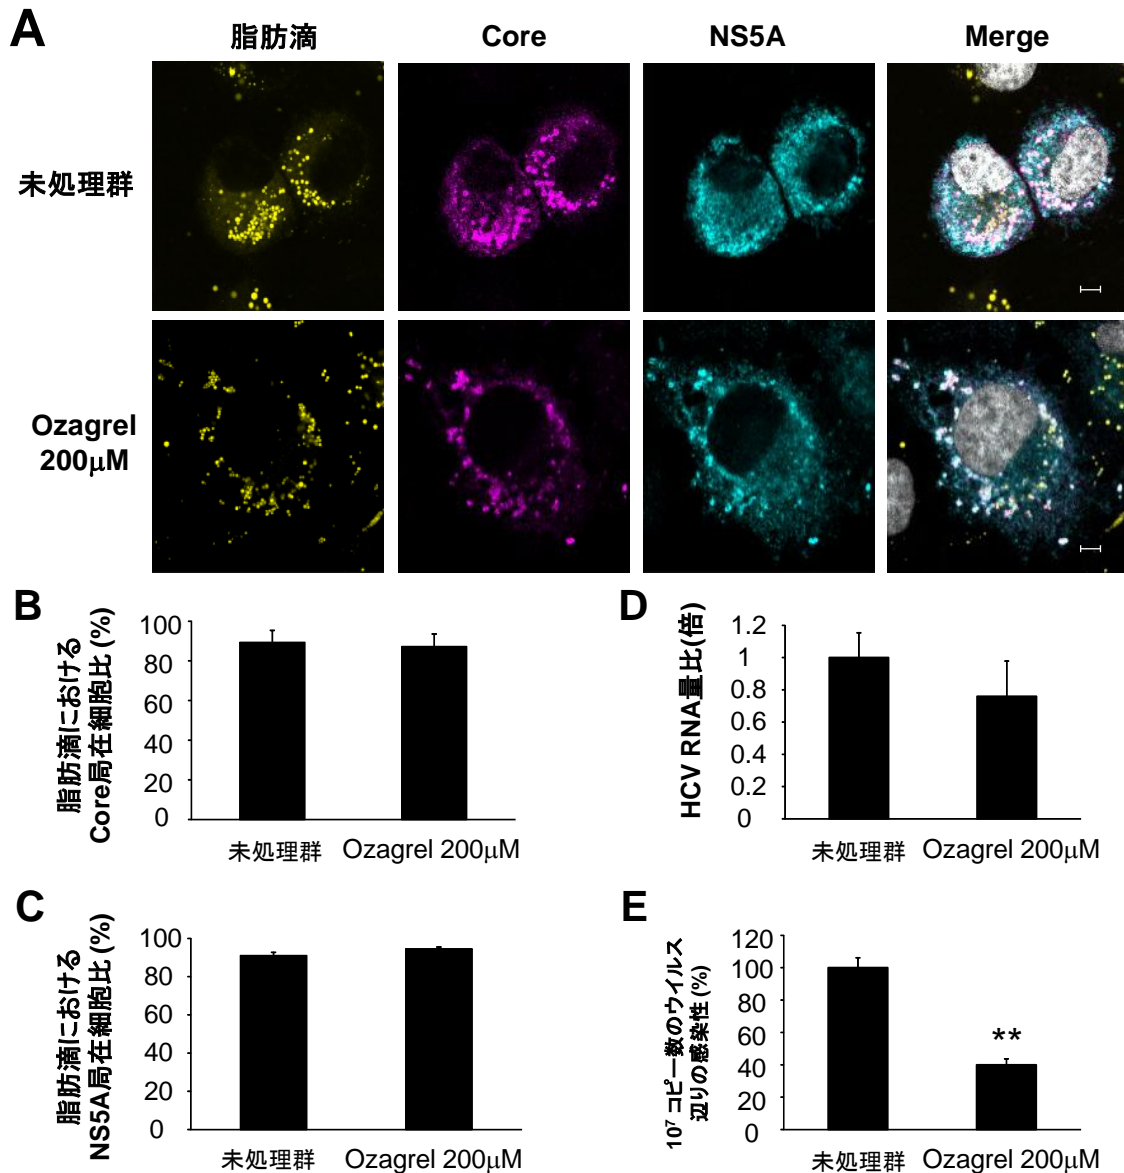 A
脂肪滴 Core NS5A Merge
未処理群
Ozagrel
200μM
B
脂肪滴における
Core局在細胞比 (%)
100
80
60
40
20
0
未処理群 Ozagrel 200μM
D
HCV RNA量比(倍)
1.2
1
0.8
0.6
0.4
0.2
0
未処理群 Ozagrel 200μM
C
脂肪滴における
NS5A局在細胞比 (%)
100
80
60
40
20
0
未処理群 Ozagrel 200μM
E
10⁷ コピー数のウイルス
辺りの感染性 (%)
120
100
80
60
40
20
0
**
未処理群 Ozagrel 200μM